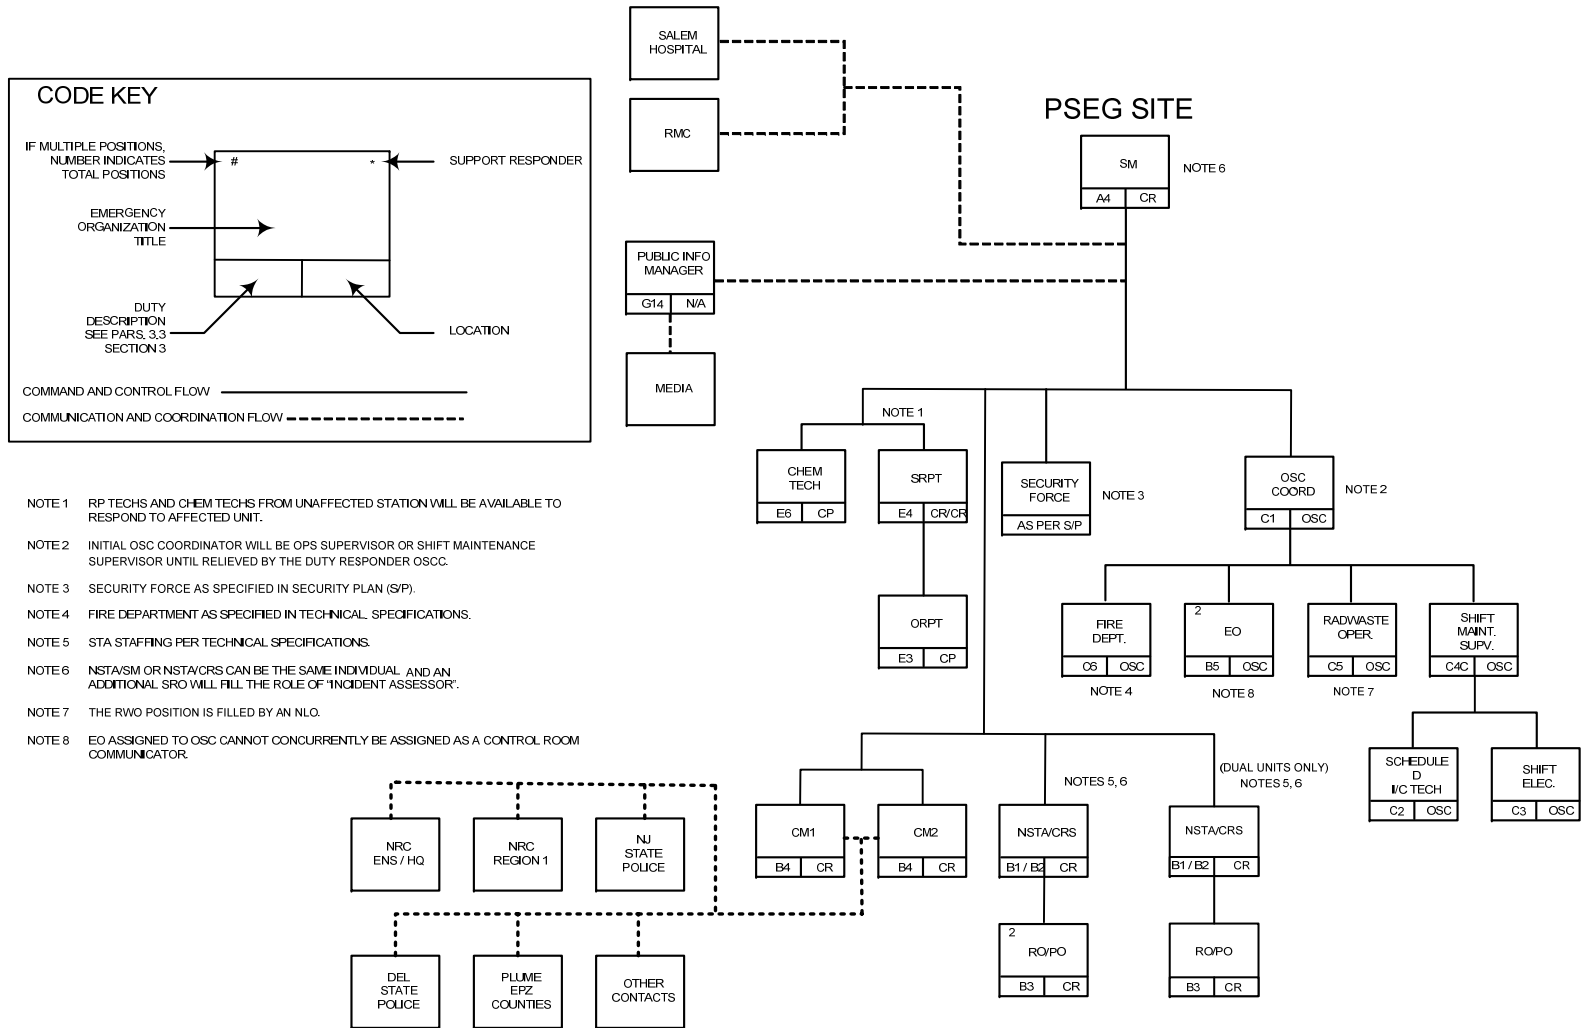 SALEM
HOSPITAL
RMC
PSEG SITE
SM
A4 CR
NOTE 6
CODE KEY
IF MULTIPLE POSITIONS,
NUMBER INDICATES
TOTAL POSITIONS
#
*
SUPPORT RESPONDER
EMERGENCY
ORGANIZATION
TITLE
DUTY
DESCRIPTION
SEE PARS. 3.3
SECTION 3
LOCATION
COMMAND AND CONTROL FLOW
COMMUNICATION AND COORDINATION FLOW
PUBLIC INFO
MANAGER
G14 N/A
MEDIA
NOTE 1 RP TECHS AND CHEM TECHS FROM UNAFFECTED STATION WILL BE AVAILABLE TO
RESPOND TO AFFECTED UNIT.
NOTE 2 INITIAL OSC COORDINATOR WILL BE OPS SUPERVISOR OR SHIFT MAINTENANCE
SUPERVISOR UNTIL RELIEVED BY THE DUTY RESPONDER OSCC.
NOTE 3 SECURITY FORCE AS SPECIFIED IN SECURITY PLAN (S/P).
NOTE 4 FIRE DEPARTMENT AS SPECIFIED IN TECHNICAL SPECIFICATIONS.
NOTE 5 STA STAFFING PER TECHNICAL SPECIFICATIONS.
NOTE 6 NSTA/SM OR NSTA/CRS CAN BE THE SAME INDIVIDUAL AND AN
ADDITIONAL SRO WILL FILL THE ROLE OF "INCIDENT ASSESSOR".
NOTE 7 THE RWO POSITION IS FILLED BY AN NLO.
NOTE 8 EO ASSIGNED TO OSC CANNOT CONCURRENTLY BE ASSIGNED AS A CONTROL ROOM
COMMUNICATOR.
NOTE 1
CHEM
TECH
E6 CP
SRPT
E4 CR/CR
ORPT
E3 CP
SECURITY
FORCE
AS PER S/P
NOTE 3
OSC
COORD
C1 OSC
NOTE 2
FIRE
DEPT.
C6 OSC
NOTE 4
2
EO
B5 OSC
NOTE 8
RADWASTE
OPER.
C5 OSC
NOTE 7
SHIFT
MAINT.
SUPV.
C4C OSC
SCHEDULE
D
I/C TECH
C2 OSC
SHIFT
ELEC.
C3 OSC
CM1
B4 CR
CM2
B4 CR
NOTES 5, 6
NSTA/CRS
B1 / B2 CR
2
RO/PO
B3 CR
(DUAL UNITS ONLY)
NOTES 5, 6
NSTA/CRS
B1 / B2 CR
RO/PO
B3 CR
NRC
ENS / HQ
NRC
REGION 1
NJ
STATE
POLICE
DEL
STATE
POLICE
PLUME
EPZ
COUNTIES
OTHER
CONTACTS